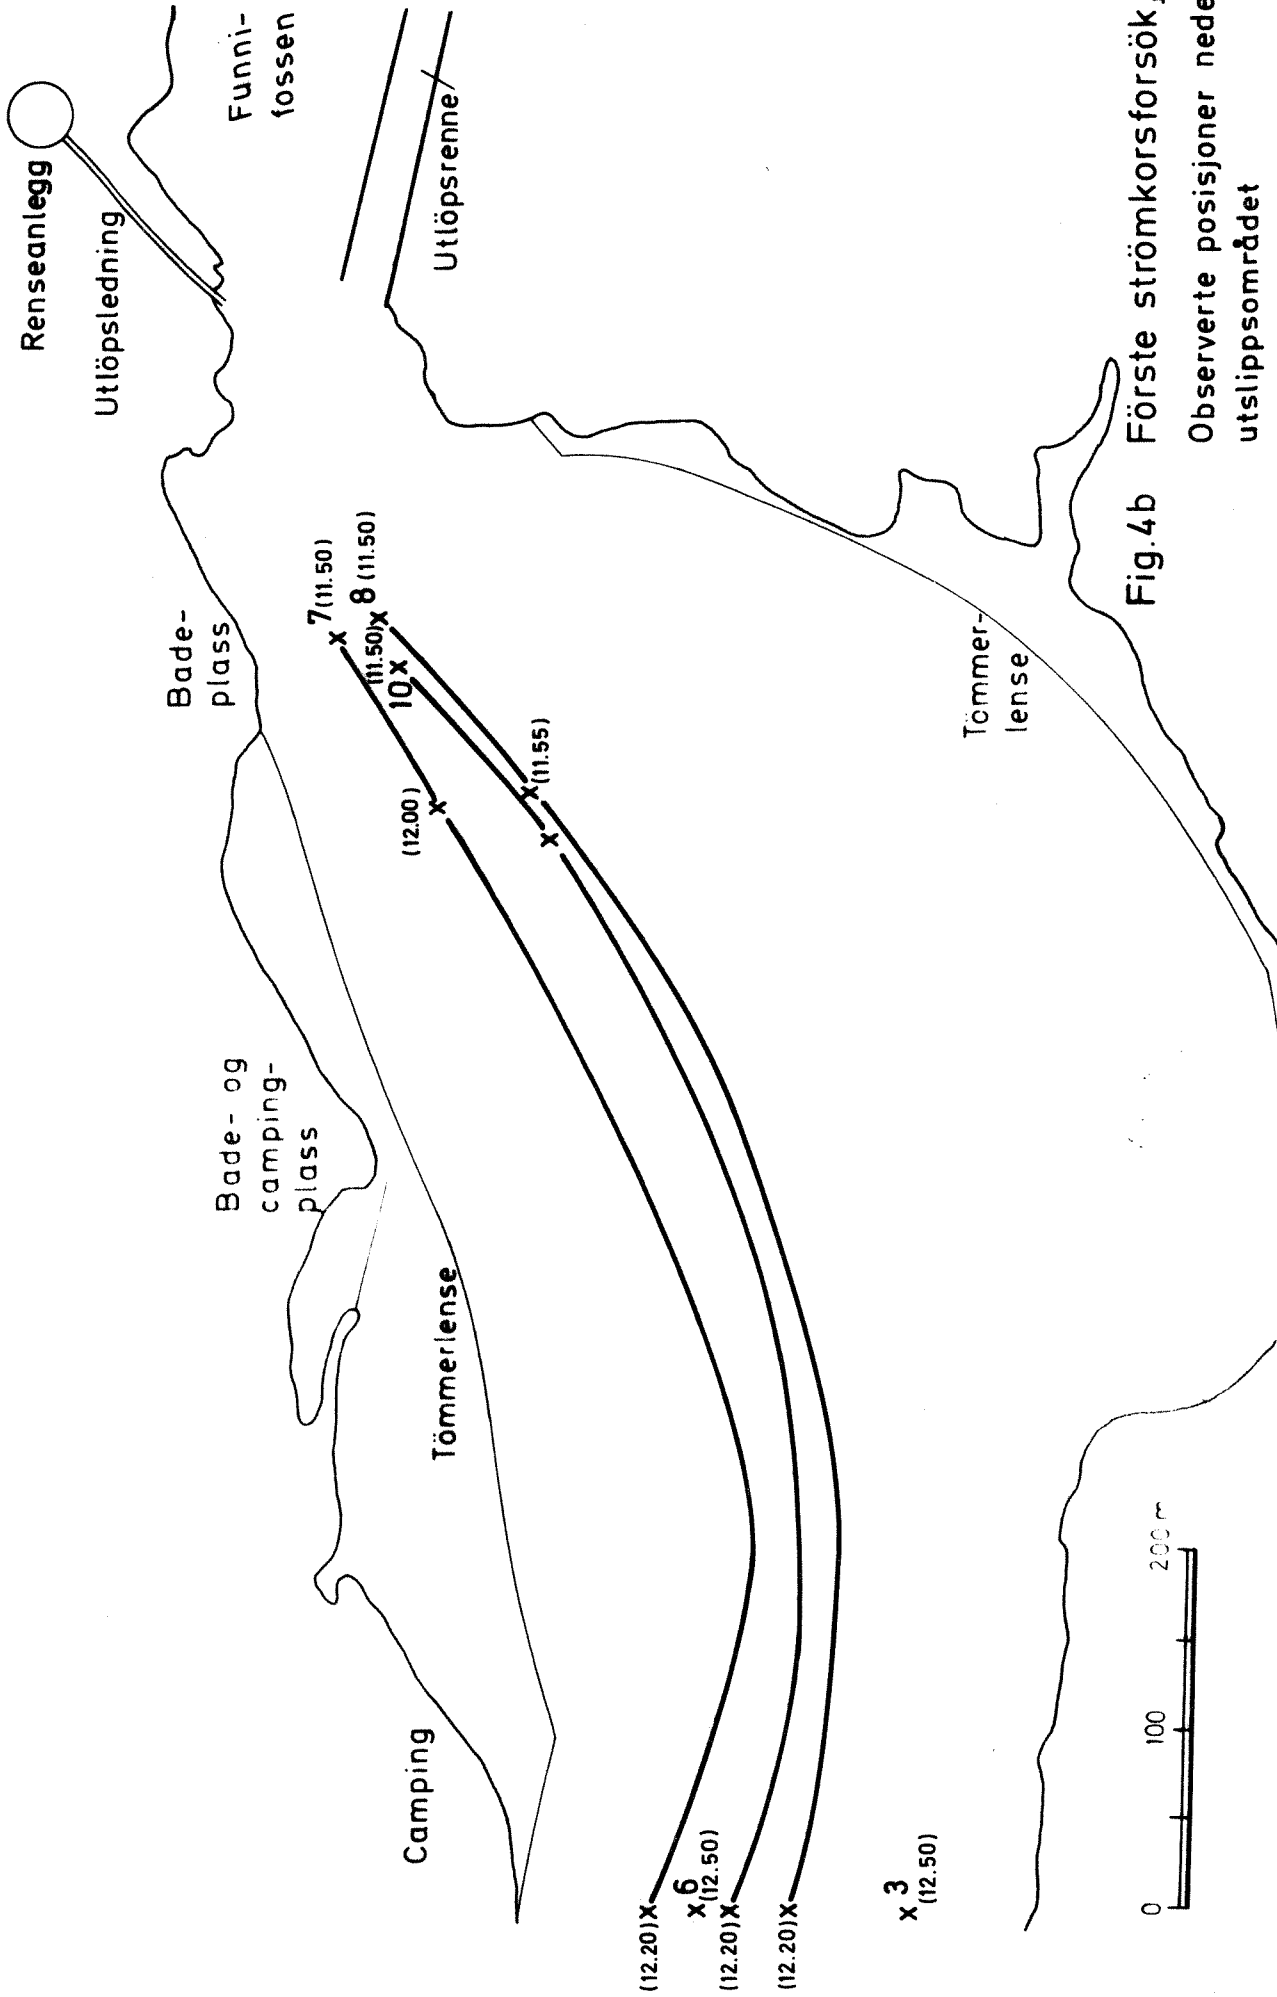 Camping
Bade- og
camping-
plass
Bade-
plass
Utlöpsledning
Renseanlegg
Funni-
fossen
Utlöpsrenne
Tömmerlense
(12.00)
10
(11.50)
7(11.50)
8(11.50)
(11.55)
(12.20)
6
(12.50)
(12.20)
(12.20)
3
(12.50)
Tömmer-
lense
0 100 200 m
Fig.4b Förste strömkorsforsök,
Observerte posisjoner
utslippsområdet